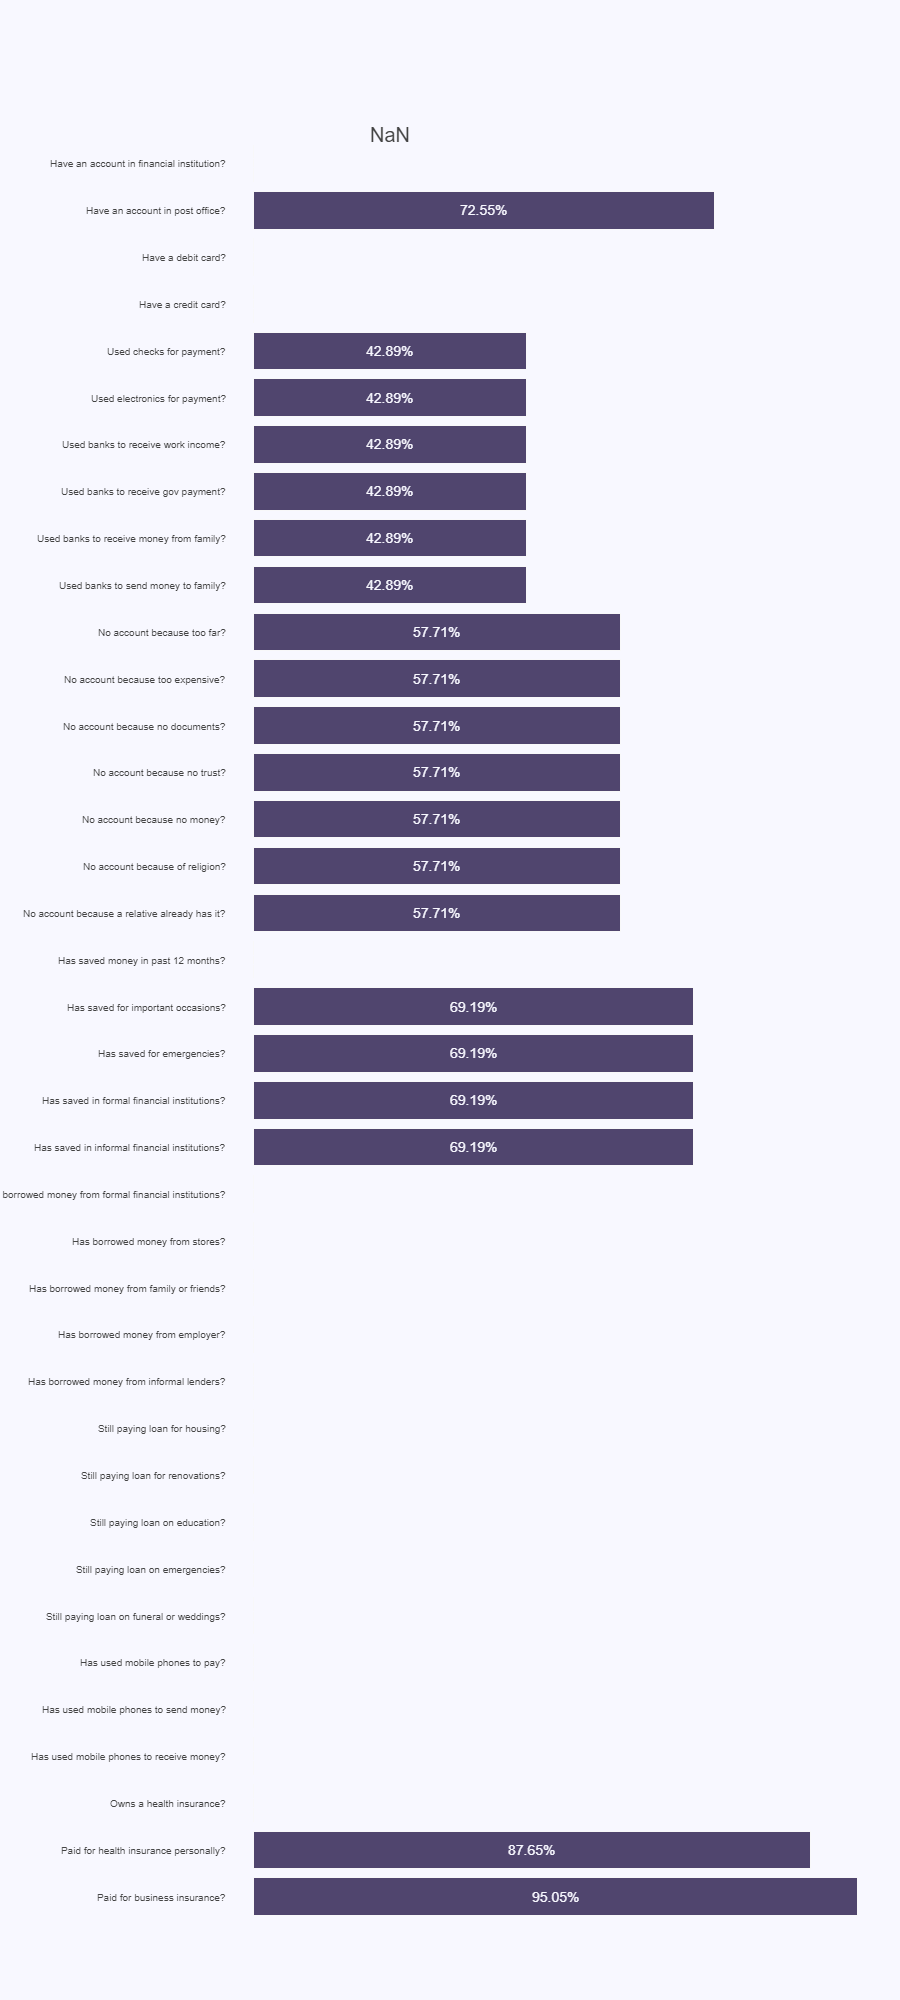 NaN
Have an account in financial institution?
Have an account in post office? 72.55%
Have a debit card?
Have a credit card?
Used checks for payment? 42.89%
Used electronics for payment? 42.89%
Used banks to receive work income? 42.89%
Used banks to receive gov payment? 42.89%
Used banks to receive money from family? 42.89%
Used banks to send money to family? 42.89%
No account because too far? 57.71%
No account because too expensive? 57.71%
No account because no documents? 57.71%
No account because no trust? 57.71%
No account because no money? 57.71%
No account because of religion? 57.71%
No account because a relative already has it? 57.71%
Has saved money in past 12 months?
Has saved for important occasions? 69.19%
Has saved for emergencies? 69.19%
Has saved in formal financial institutions? 69.19%
Has saved in informal financial institutions? 69.19%
borrowed money from formal financial institutions?
Has borrowed money from stores?
Has borrowed money from family or friends?
Has borrowed money from employer?
Has borrowed money from informal lenders?
Still paying loan for housing?
Still paying loan for renovations?
Still paying loan on education?
Still paying loan on emergencies?
Still paying loan on funeral or weddings?
Has used mobile phones to pay?
Has used mobile phones to send money?
Has used mobile phones to receive money?
Owns a health insurance?
Paid for health insurance personally? 87.65%
Paid for business insurance? 95.05%